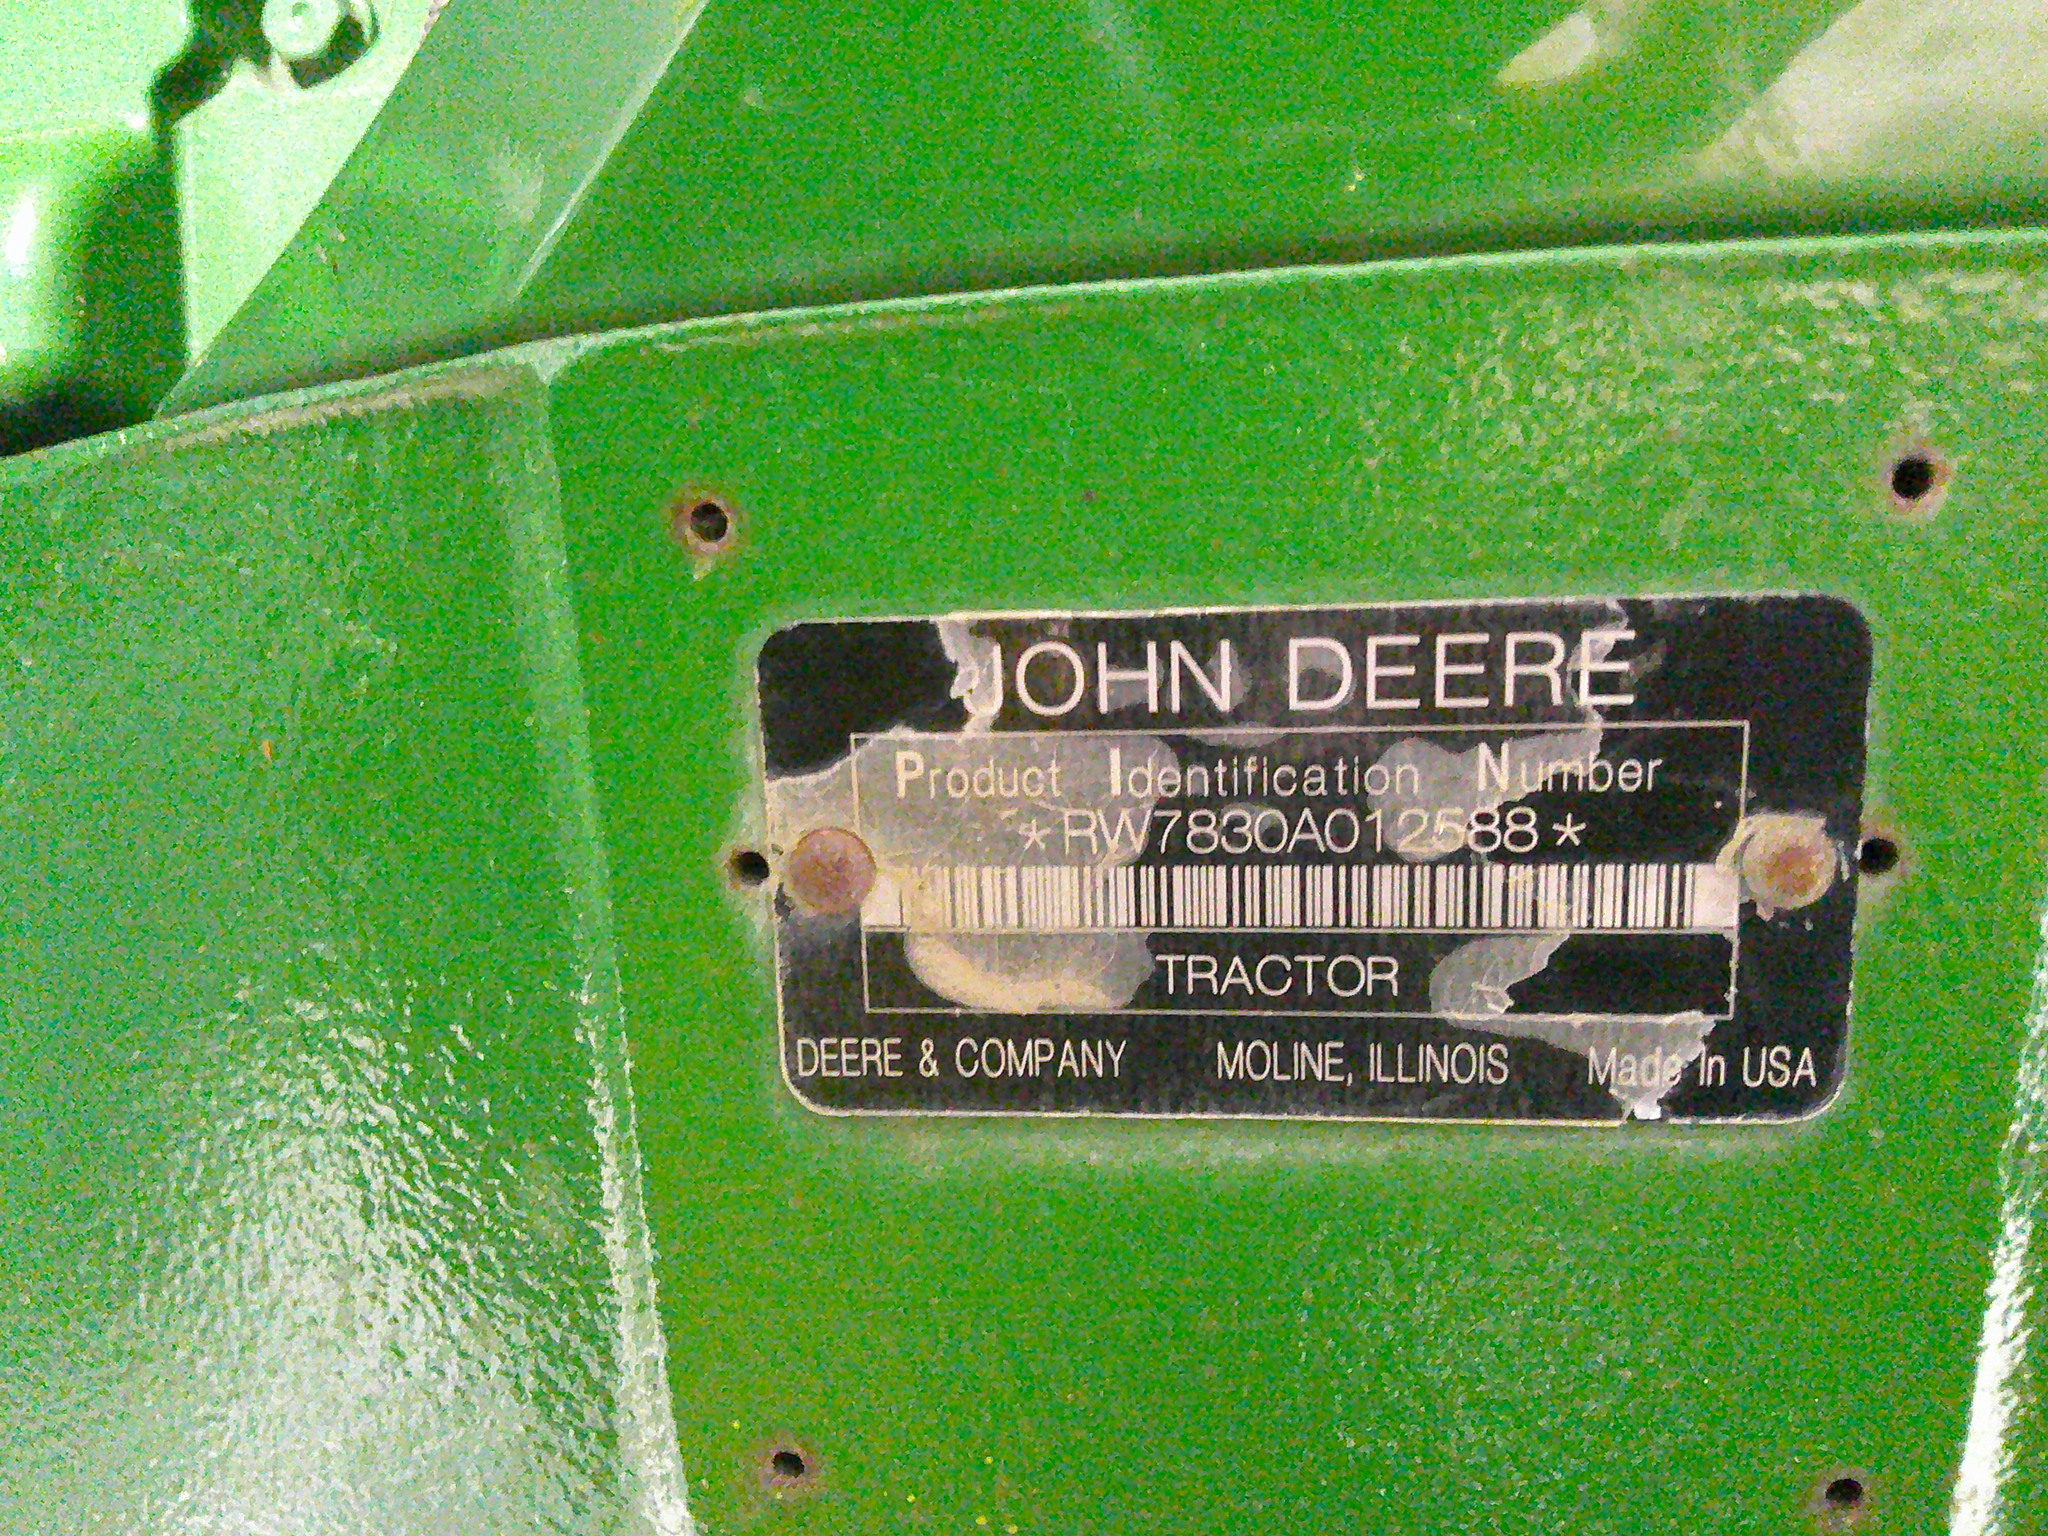 JOHN DEERE
Product Identification Number
*RW7830A012588*
TRACTOR
DEERE & COMPANY MOLINE, ILLINOIS Made in USA